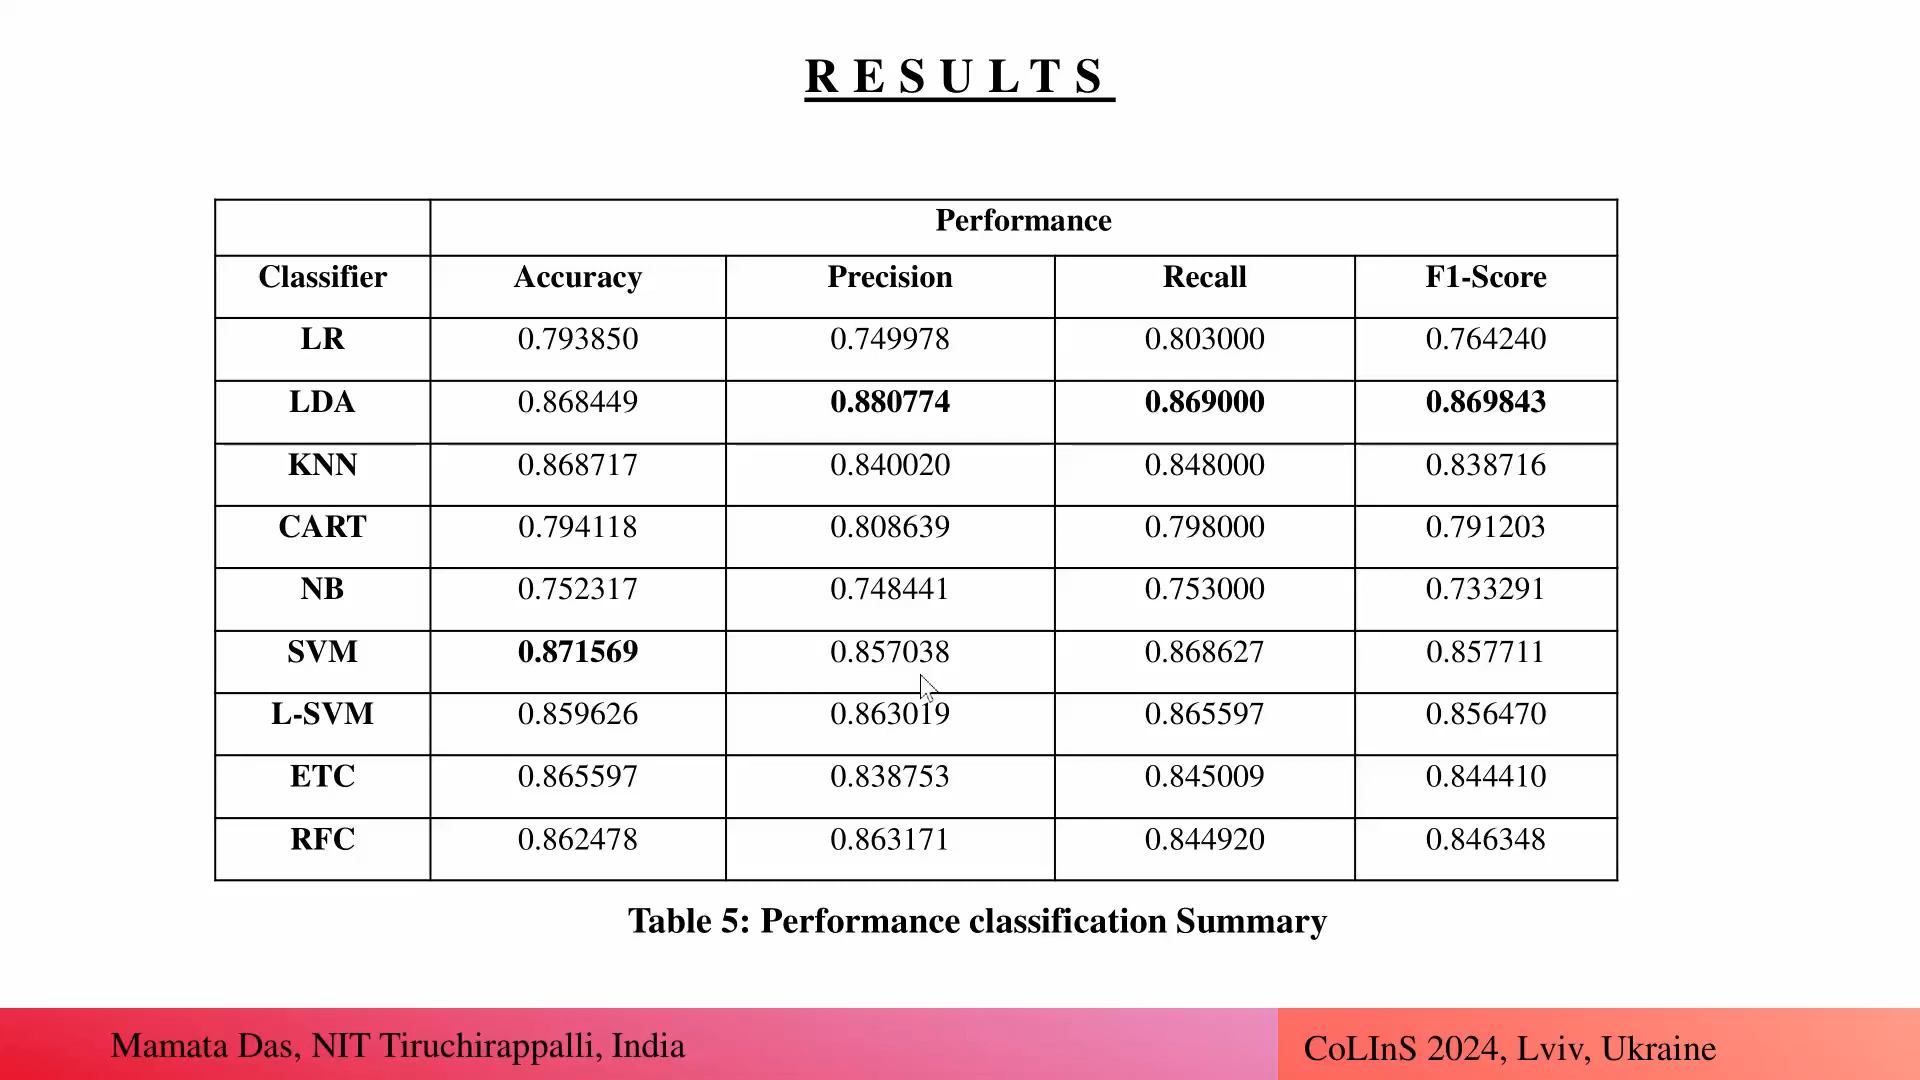 RESULTS
Performance
Classifier Accuracy Precision Recall F1-Score
LR 0.793850 0.749978 0.803000 0.764240
LDA 0.868449 0.880774 0.869000 0.869843
KNN 0.868717 0.840020 0.848000 0.838716
CART 0.794118 0.808639 0.798000 0.791203
NB 0.752317 0.748441 0.753000 0.733291
SVM 0.871569 0.857038 0.868627 0.857711
L-SVM 0.859626 0.863019 0.865597 0.856470
ETC 0.865597 0.838753 0.845009 0.844410
RFC 0.862478 0.863171 0.844920 0.846348
Table 5: Performance classification Summary
Mamata Das, NIT Tiruchirappalli, India
CoLInS 2024, Lviv, Ukraine